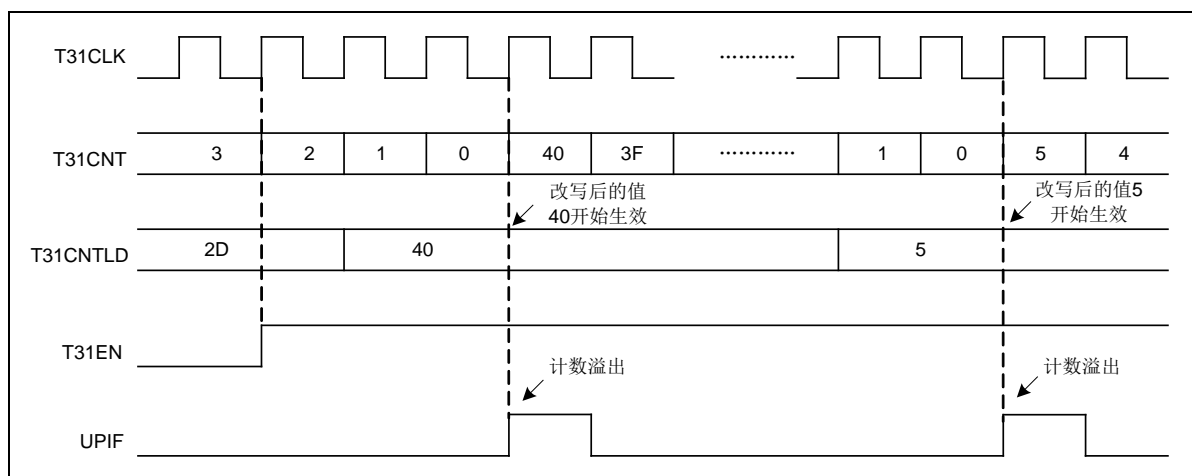 T31CLK
…………
T31CNT
3 2 1 0 40 3F ………… 1 0 5 4
改写后的值
40开始生效
改写后的值5
开始生效
T31CNTLD
2D 40 5
T31EN
计数溢出
计数溢出
UPIF